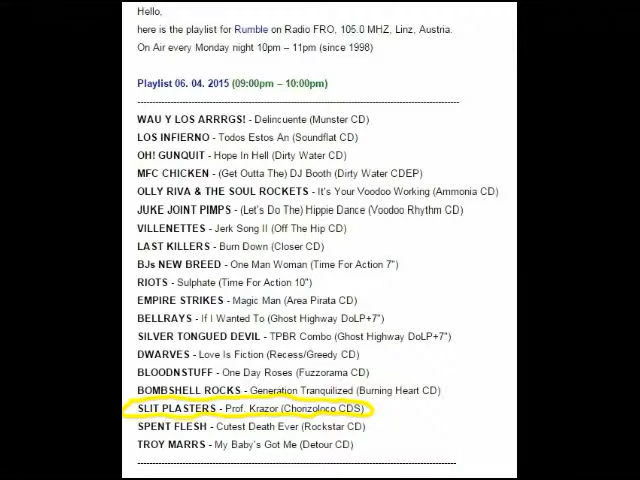 Hello,
here is the playlist for Rumble on Radio FRO, 105.0 MHZ, Linz, Austria.
On Air every Monday night 10pm – 11pm (since 1998)
Playlist 06. 04. 2015 (09:00pm – 10:00pm)
WAU Y LOS ARRRGS! - Delincuente (Munster CD)
LOS INFIERNO - Todos Estos An (Soundflat CD)
OH! GUNQUIT - Hope In Hell (Dirty Water CD)
MFC CHICKEN - (Get Outta The) DJ Booth (Dirty Water CDEP)
OLLY RIVA & THE SOUL ROCKETS - It's Your Voodoo Working (Ammonia CD)
JUKE JOINT PIMPS - (Let's Do The) Hippie Dance (Voodoo Rhythm CD)
VILLENETTES - Jerk Song II (Off The Hip CD)
LAST KILLERS - Burn Down (Closer CD)
BJs NEW BREED - One Man Woman (Time For Action 7")
RIOTS - Sulphate (Time For Action 10")
EMPIRE STRIKES - Magic Man (Area Pirata CD)
BELLRAYS - If I Wanted To (Ghost Highway DoLP+7")
SILVER TONGUED DEVIL - TPBR Combo (Ghost Highway DoLP+7")
DWARVES - Love Is Fiction (Recess/Greedy CD)
BLOODNSTUFF - One Day Roses (Fuzzorama CD)
BOMBSHELL ROCKS - Generation Tranquilized (Burning Heart CD)
SLIT PLASTERS - Prof. Krazor (Chorizoloco CDS)
SPENT FLESH - Cutest Death Ever (Rockstar CD)
TROY MARRS - My Baby's Got Me (Detour CD)